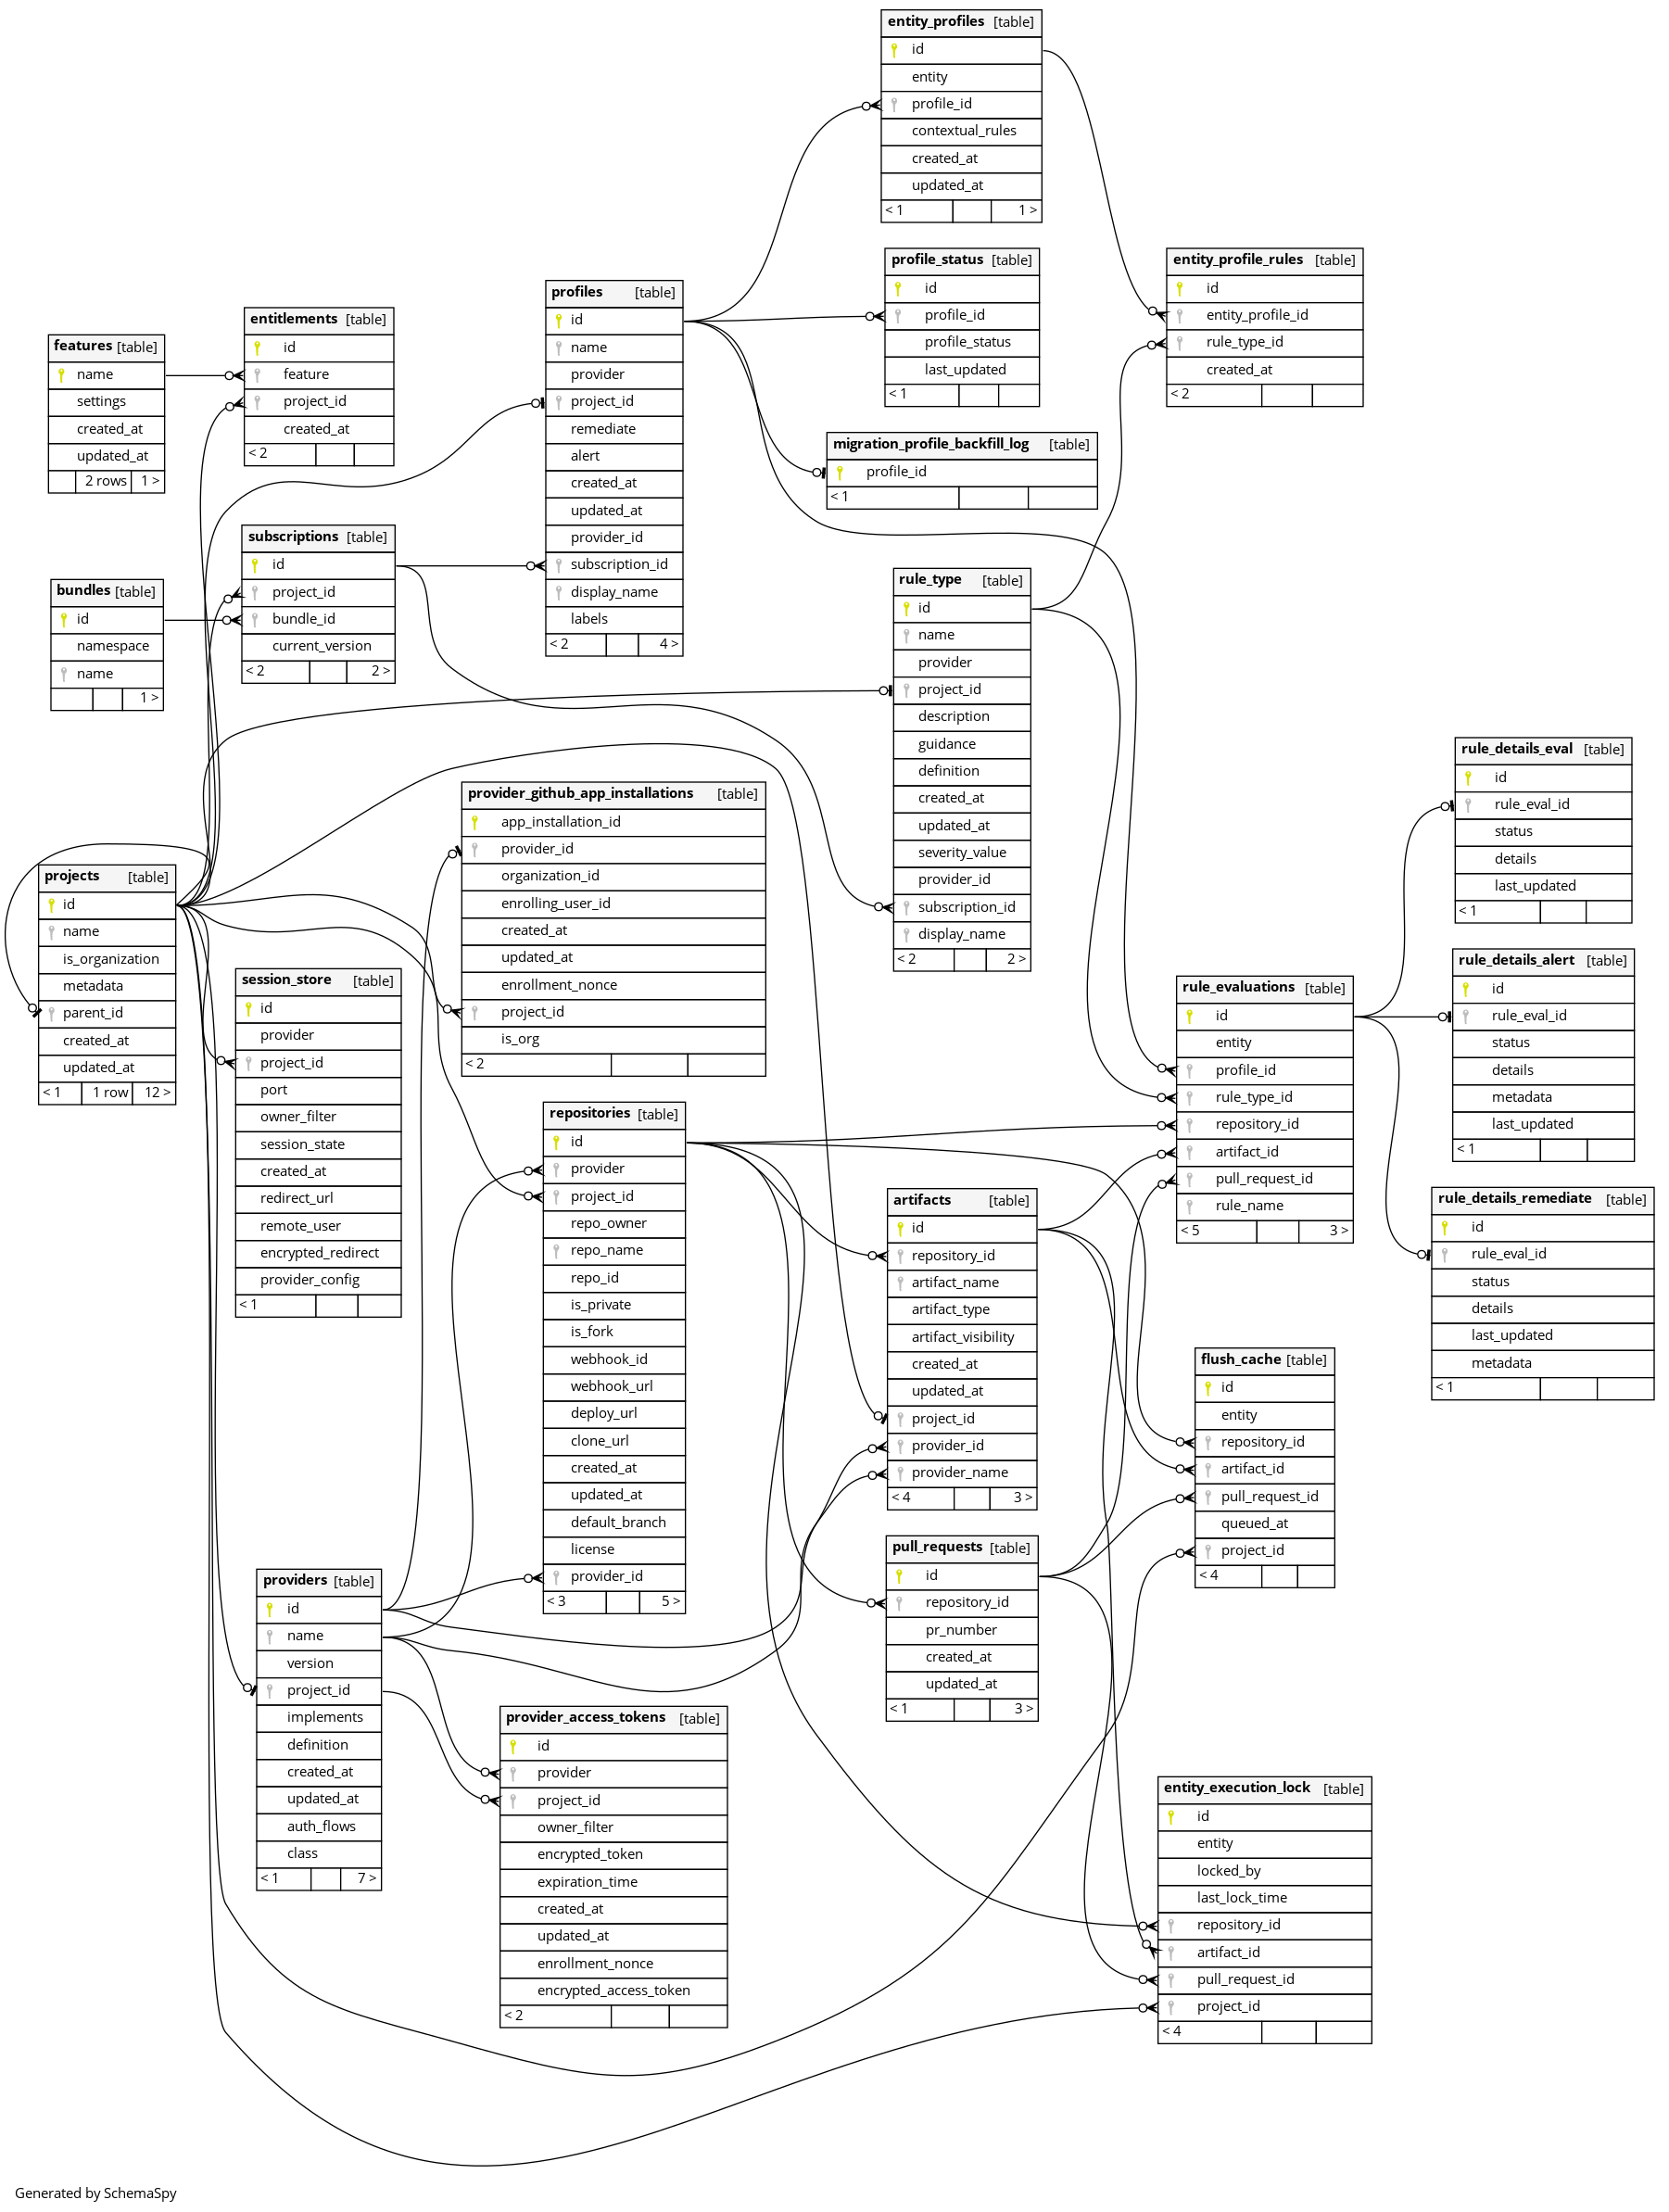 entity_profiles [table]
id
entity
profile_id
contextual_rules
created_at
updated_at
< 1 1 >
profile_status [table]
id
profile_id
profile_status
last_updated
< 1
entity_profile_rules [table]
id
entity_profile_id
rule_type_id
created_at
< 2
profiles [table]
id
name
provider
project_id
remediate
alert
created_at
updated_at
provider_id
subscription_id
display_name
labels
< 2 4 >
entitlements [table]
id
feature
project_id
created_at
< 2
features [table]
name
settings
created_at
updated_at
2 rows 1 >
migration_profile_backfill_log [table]
profile_id
< 1
subscriptions [table]
id
project_id
bundle_id
current_version
< 2 2 >
bundles [table]
id
namespace
name
1 >
rule_type [table]
id
name
provider
project_id
description
guidance
definition
created_at
updated_at
severity_value
provider_id
subscription_id
display_name
< 2 2 >
rule_details_eval [table]
id
rule_eval_id
status
details
last_updated
< 1
provider_github_app_installations [table]
app_installation_id
provider_id
organization_id
enrolling_user_id
created_at
updated_at
enrollment_nonce
project_id
is_org
< 2
projects [table]
id
name
is_organization
metadata
parent_id
created_at
updated_at
< 1 1 row 12 >
rule_details_alert [table]
id
rule_eval_id
status
details
metadata
last_updated
< 1
session_store [table]
id
provider
project_id
port
owner_filter
session_state
created_at
redirect_url
remote_user
encrypted_redirect
provider_config
< 1
rule_evaluations [table]
id
entity
profile_id
rule_type_id
repository_id
artifact_id
pull_request_id
rule_name
< 5 3 >
repositories [table]
id
provider
project_id
repo_owner
repo_name
repo_id
is_private
is_fork
webhook_id
webhook_url
deploy_url
clone_url
created_at
updated_at
default_branch
license
provider_id
< 3 5 >
artifacts [table]
id
repository_id
artifact_name
artifact_type
artifact_visibility
created_at
updated_at
project_id
provider_id
provider_name
< 4 3 >
rule_details_remediate [table]
id
rule_eval_id
status
details
last_updated
metadata
< 1
flush_cache [table]
id
entity
repository_id
artifact_id
pull_request_id
queued_at
project_id
< 4
pull_requests [table]
id
repository_id
pr_number
created_at
updated_at
< 1 3 >
providers [table]
id
name
version
project_id
implements
definition
created_at
updated_at
auth_flows
class
< 1 7 >
provider_access_tokens [table]
id
provider
project_id
owner_filter
encrypted_token
expiration_time
created_at
updated_at
enrollment_nonce
encrypted_access_token
< 2
entity_execution_lock [table]
id
entity
locked_by
last_lock_time
repository_id
artifact_id
pull_request_id
project_id
< 4
Generated by SchemaSpy